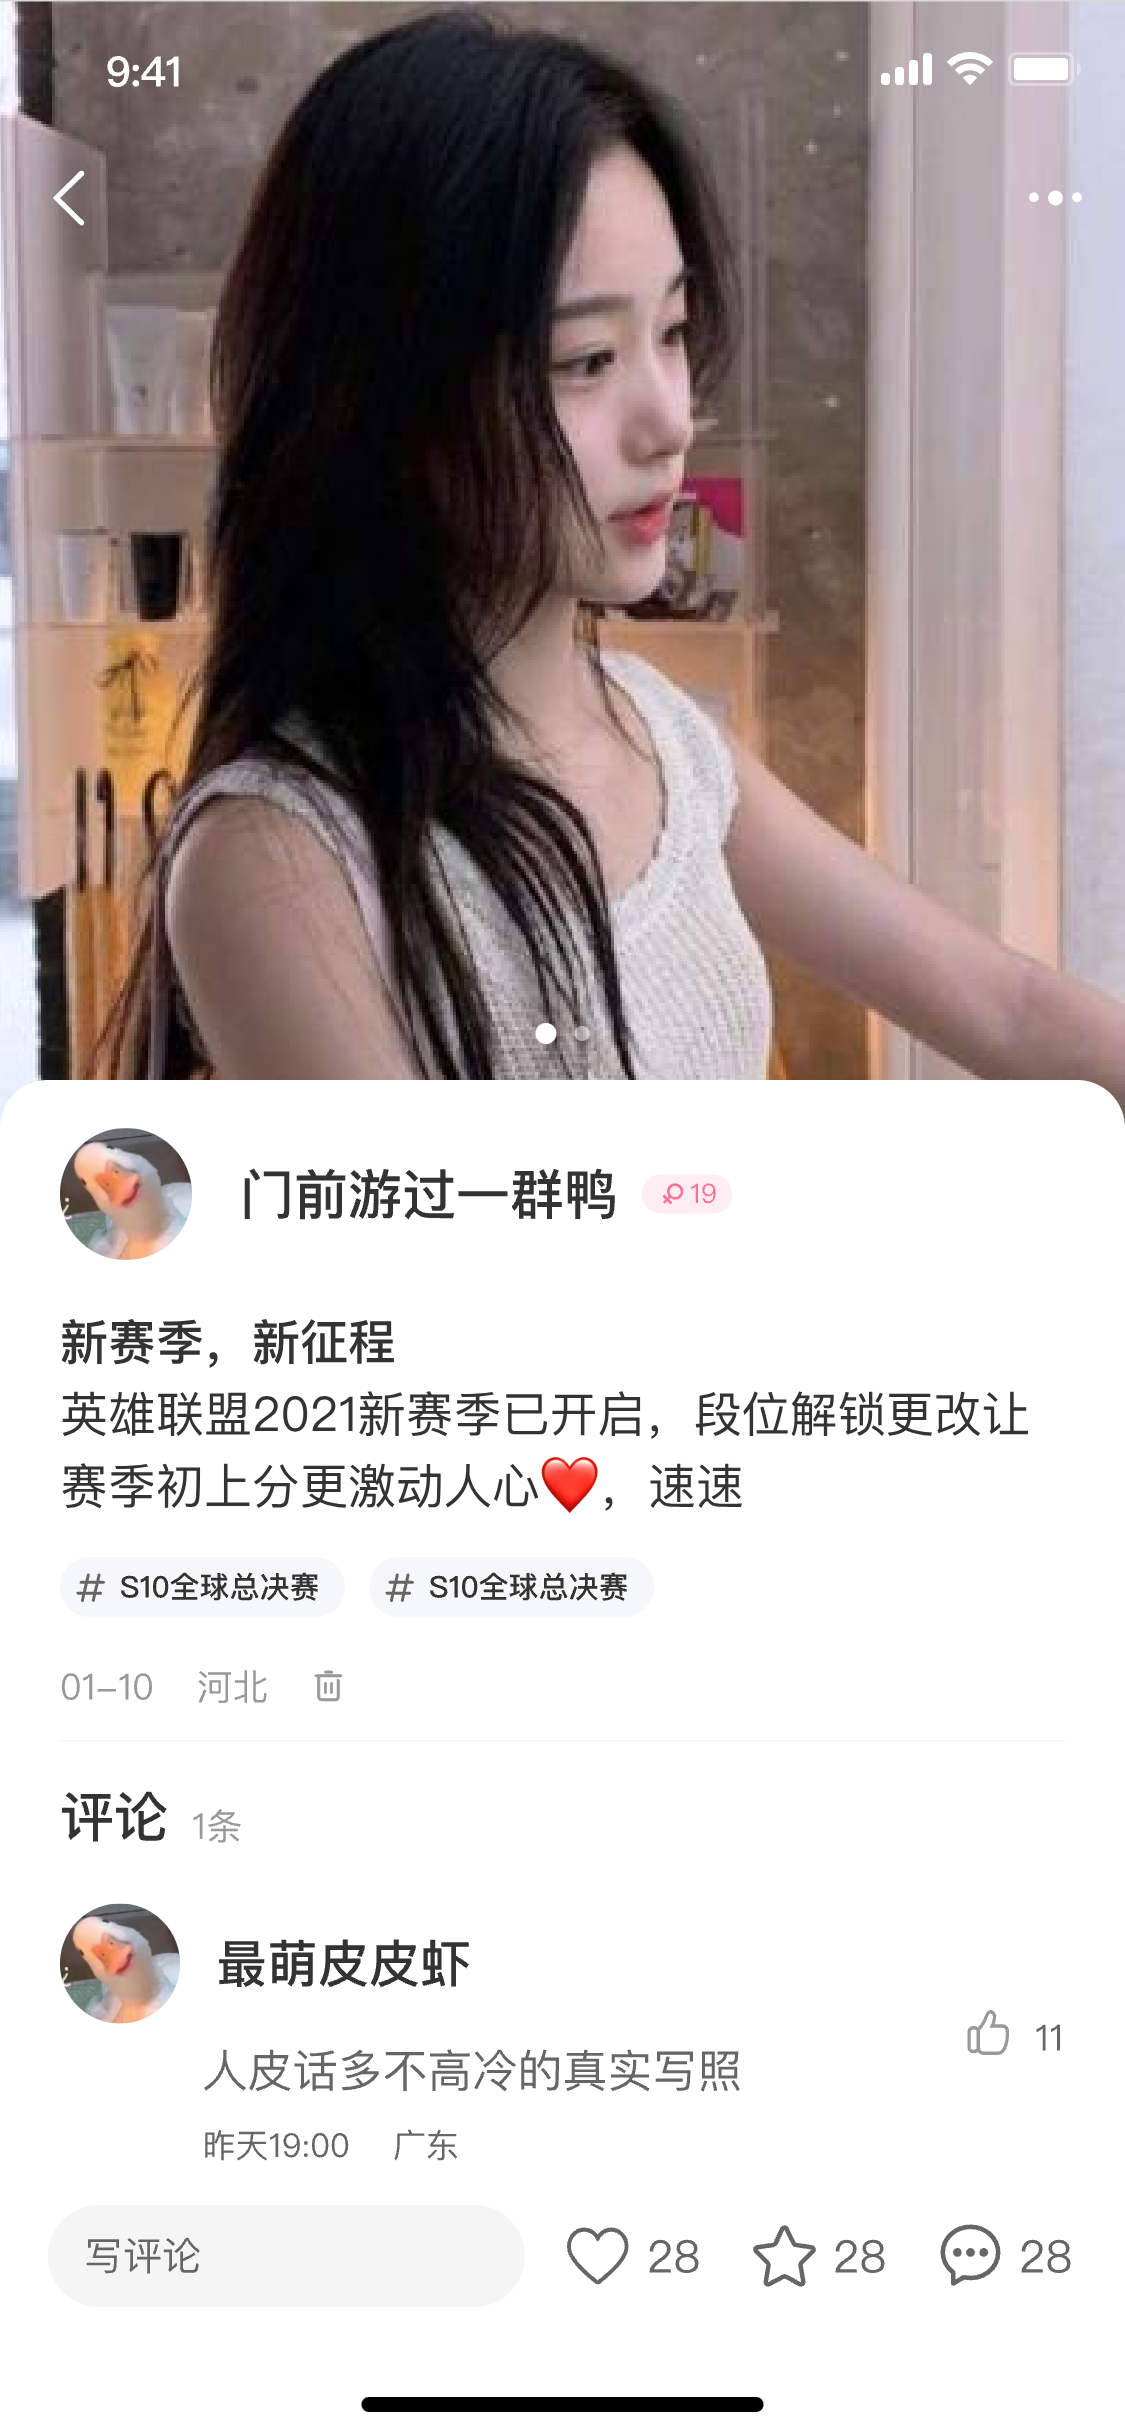 9:41
门前游过一群鸭
19
新赛季，新征程
英雄联盟2021新赛季已开启，段位解锁更改让
赛季初上分更激动人心❤️，速速
# S10全球总决赛 # S10全球总决赛
01-10 河北
评论 1条
最萌皮皮虾
11
人皮话多不高冷的真实写照
昨天19:00 广东
写评论 28 28 28